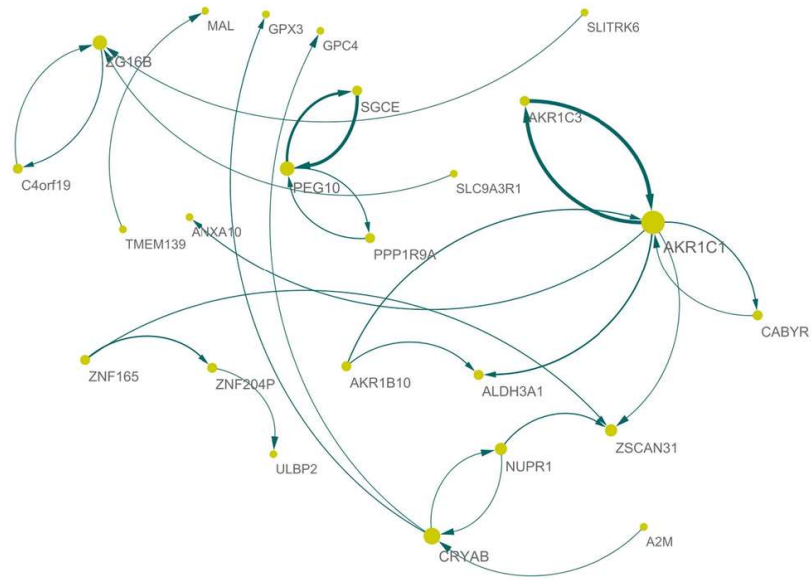 MAL
GPX3
GPC4
SLITRK6
ZG16B
SGCE
AKR1C3
C4orf19
PEG10
SLC9A3R1
TMEM139
ANXA10
PPP1R9A
AKR1C1
CABYR
ZNF165
ZNF204P
AKR1B10
ALDH3A1
ULBP2
NUPR1
ZSCAN31
CRYAB
A2M